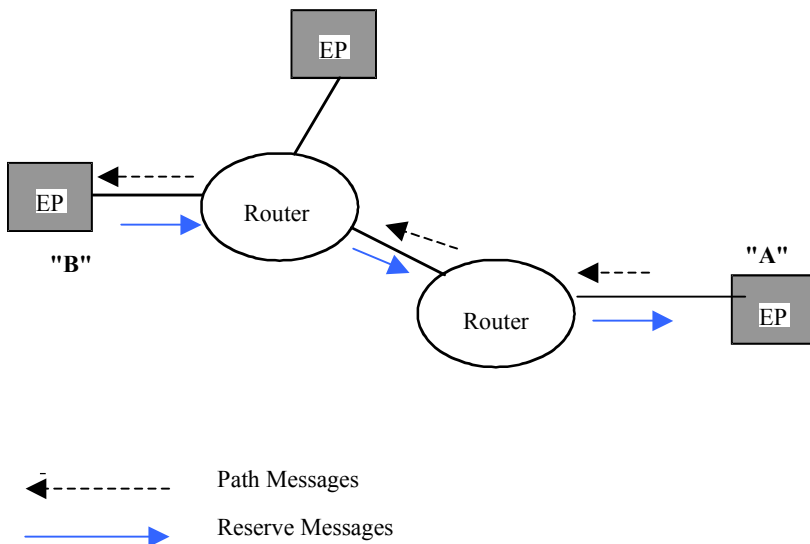 EP
EP
Router
"B"
"A"
Router
EP
Path Messages
Reserve Messages